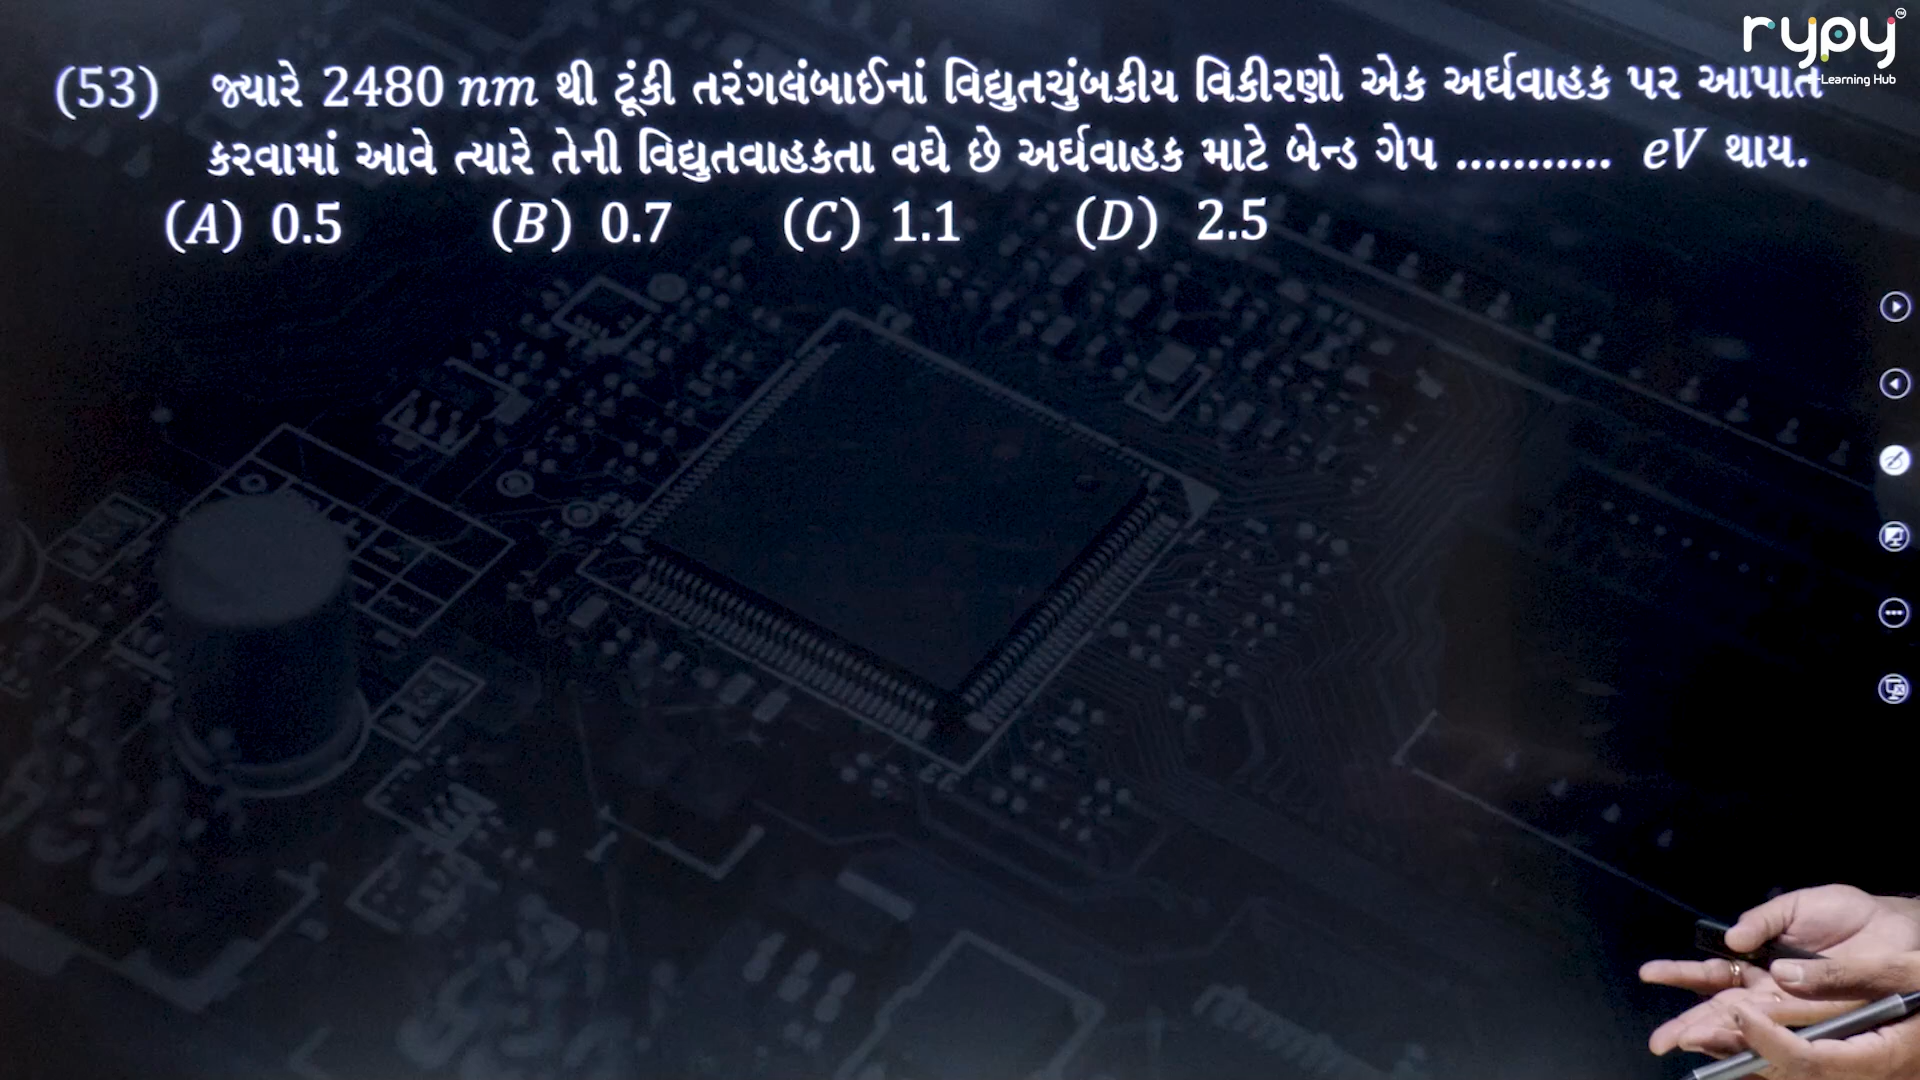 rypy™
e-Learning Hub
(53) જ્યારે 2480 nm થી ટૂંકી તરંગલંબાઈનાં વિદ્યુતચુંબકીય વિકીરણો એક અર્ધવાહક પર આપાત
કરવામાં આવે ત્યારે તેની વિદ્યુતવાહકતા વધે છે અર્ધવાહક માટે બેન્ડ ગેપ ........... eV થાય.
(A) 0.5 (B) 0.7 (C) 1.1 (D) 2.5